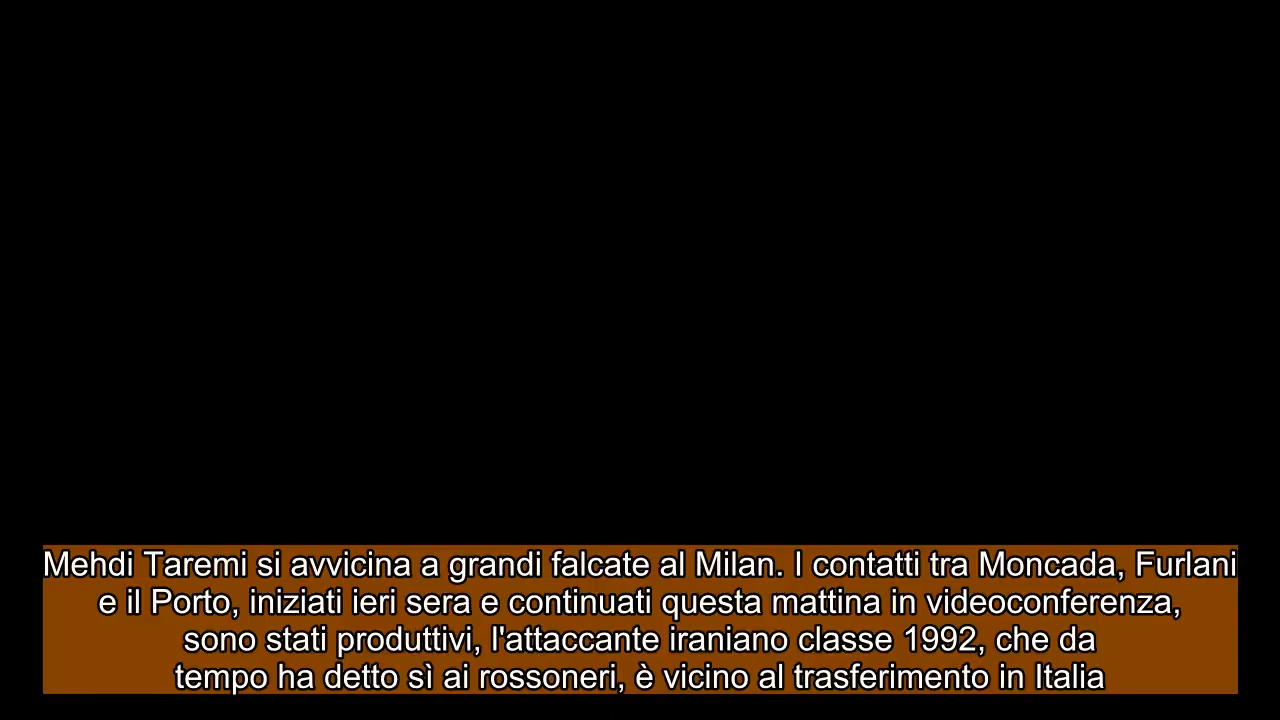 Mehdi Taremi si avvicina a grandi falcate al Milan. I contatti tra Moncada, Furlani
e il Porto, iniziati ieri sera e continuati questa mattina in videoconferenza,
sono stati produttivi, l'attaccante iraniano classe 1992, che da
tempo ha detto sì ai rossoneri, è vicino al trasferimento in Italia